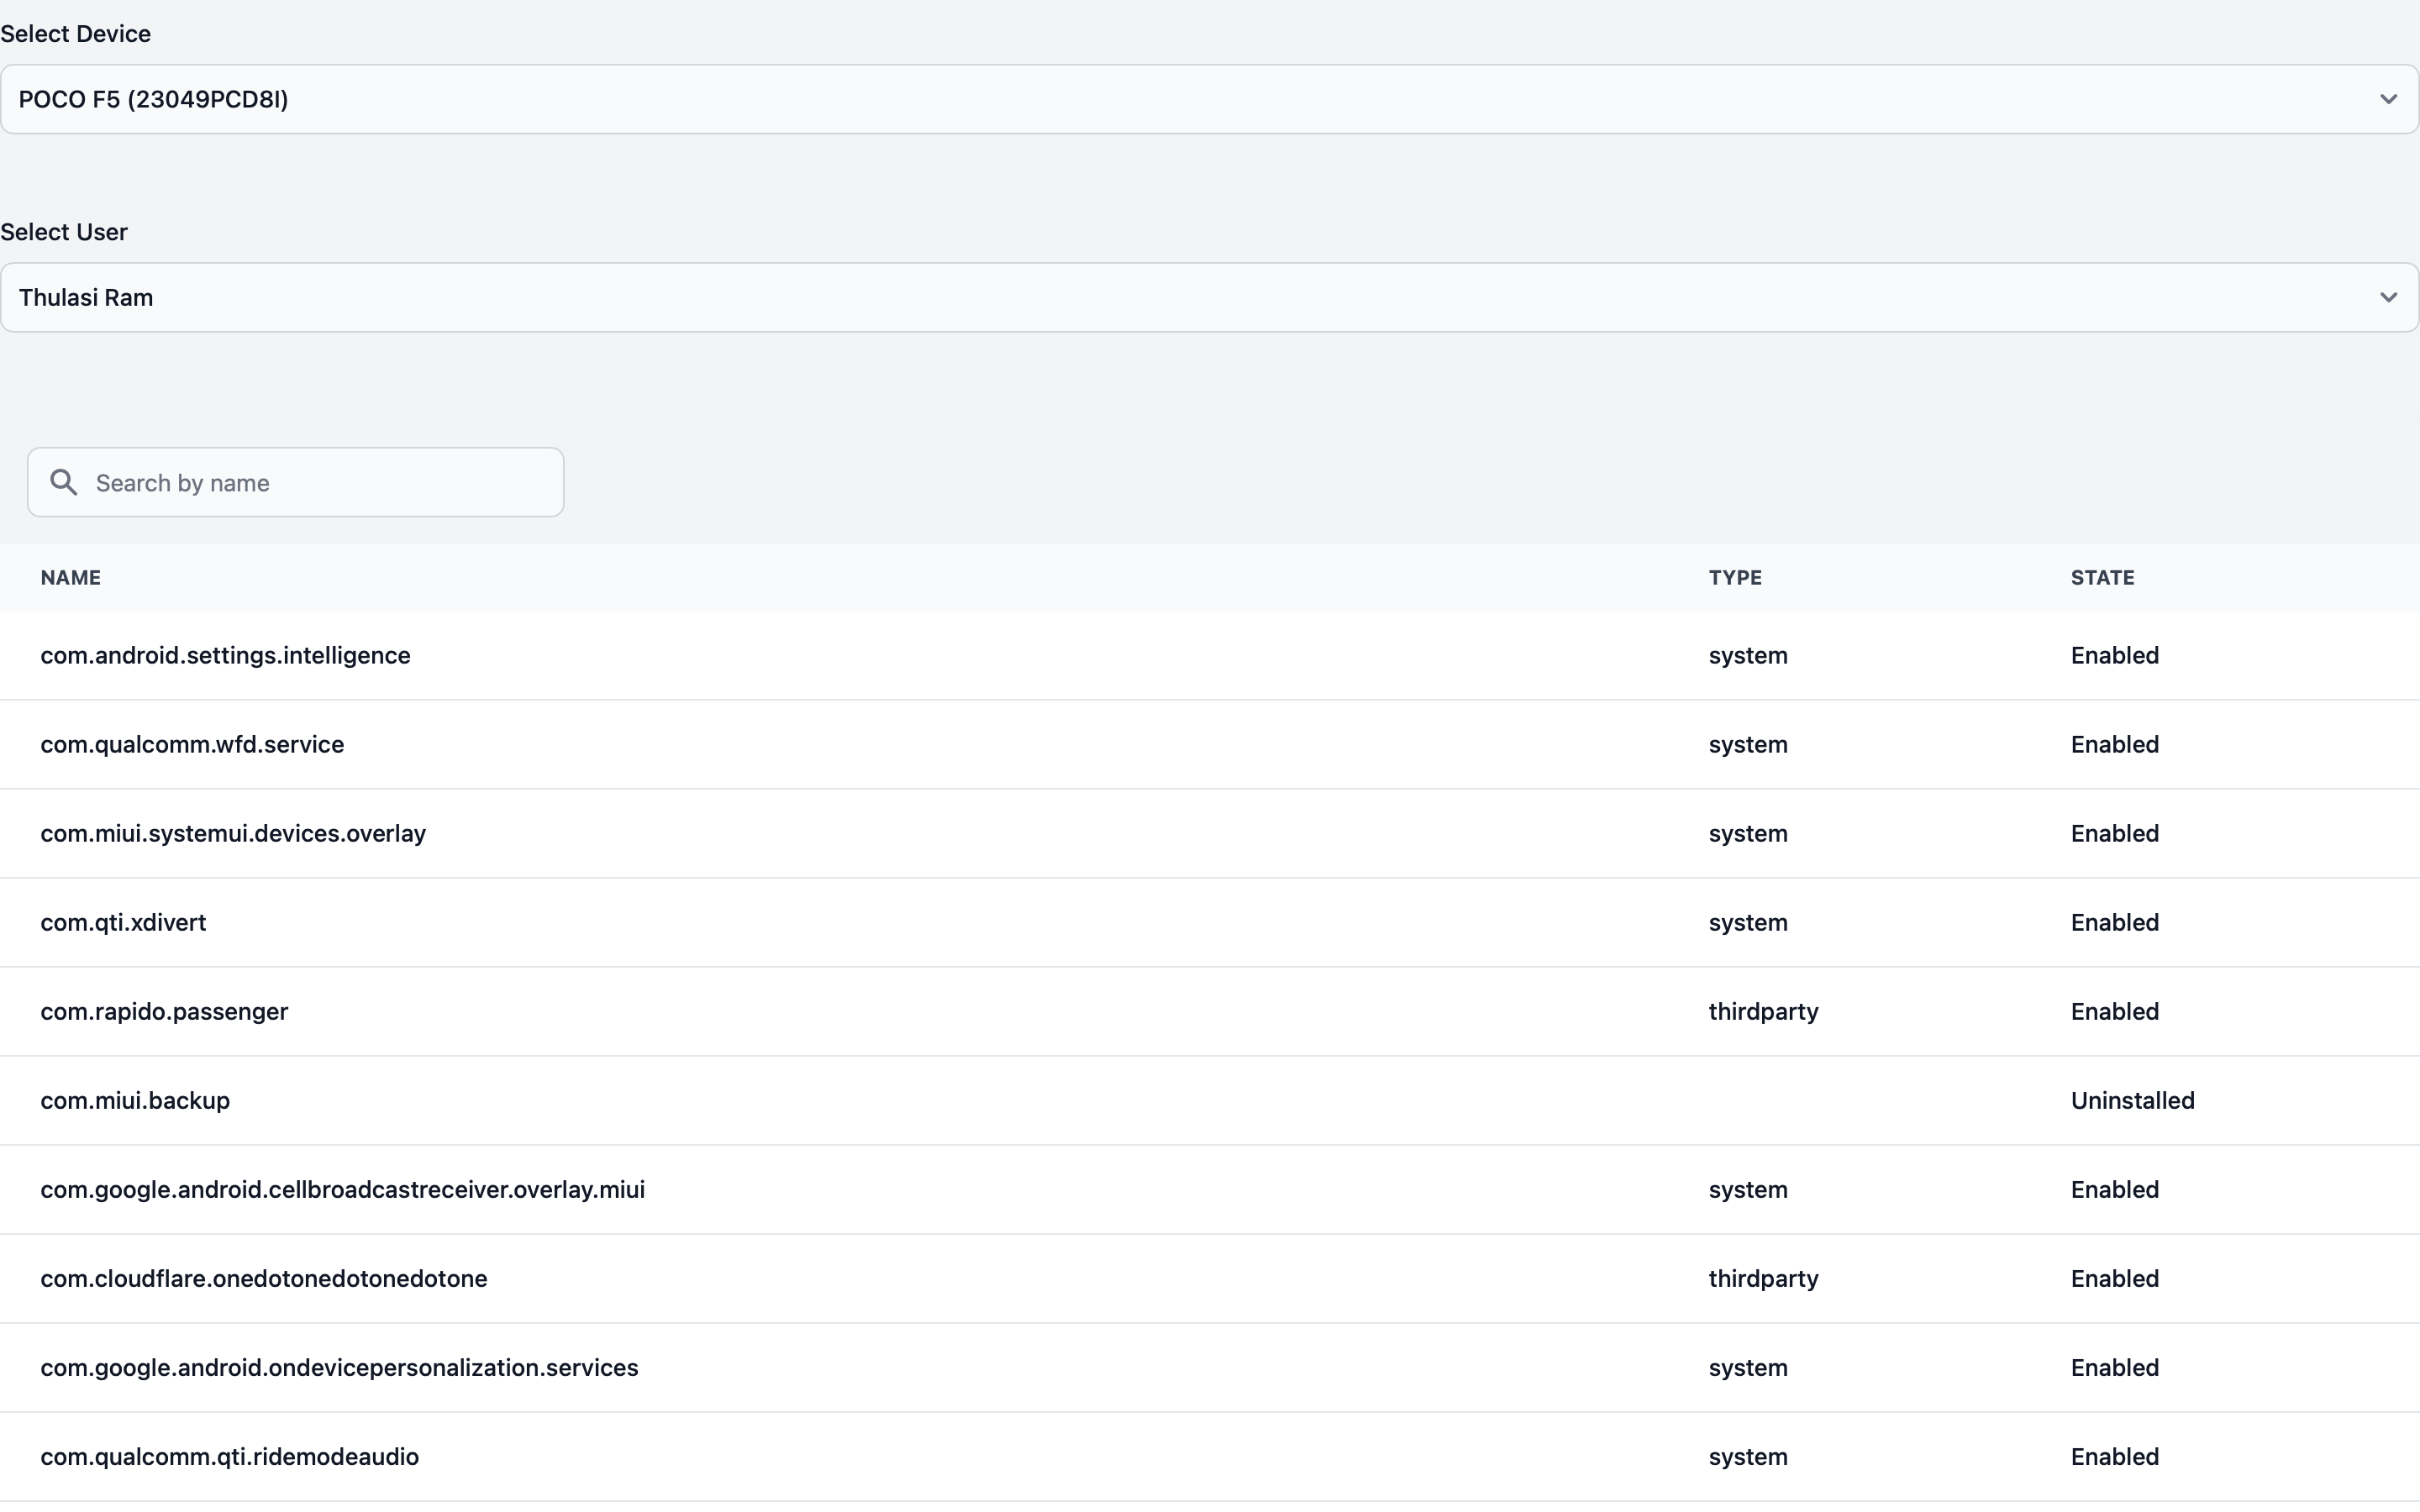 Select Device
POCO F5 (23049PCD8I)
Select User
Thulasi Ram
Search by name
NAME TYPE STATE
com.android.settings.intelligence system Enabled
com.qualcomm.wfd.service system Enabled
com.miui.systemui.devices.overlay system Enabled
com.qti.xdivert system Enabled
com.rapido.passenger thirdparty Enabled
com.miui.backup Uninstalled
com.google.android.cellbroadcastreceiver.overlay.miui system Enabled
com.cloudflare.onedotonedotonedotone thirdparty Enabled
com.google.android.ondevicepersonalization.services system Enabled
com.qualcomm.qti.ridemodeaudio system Enabled